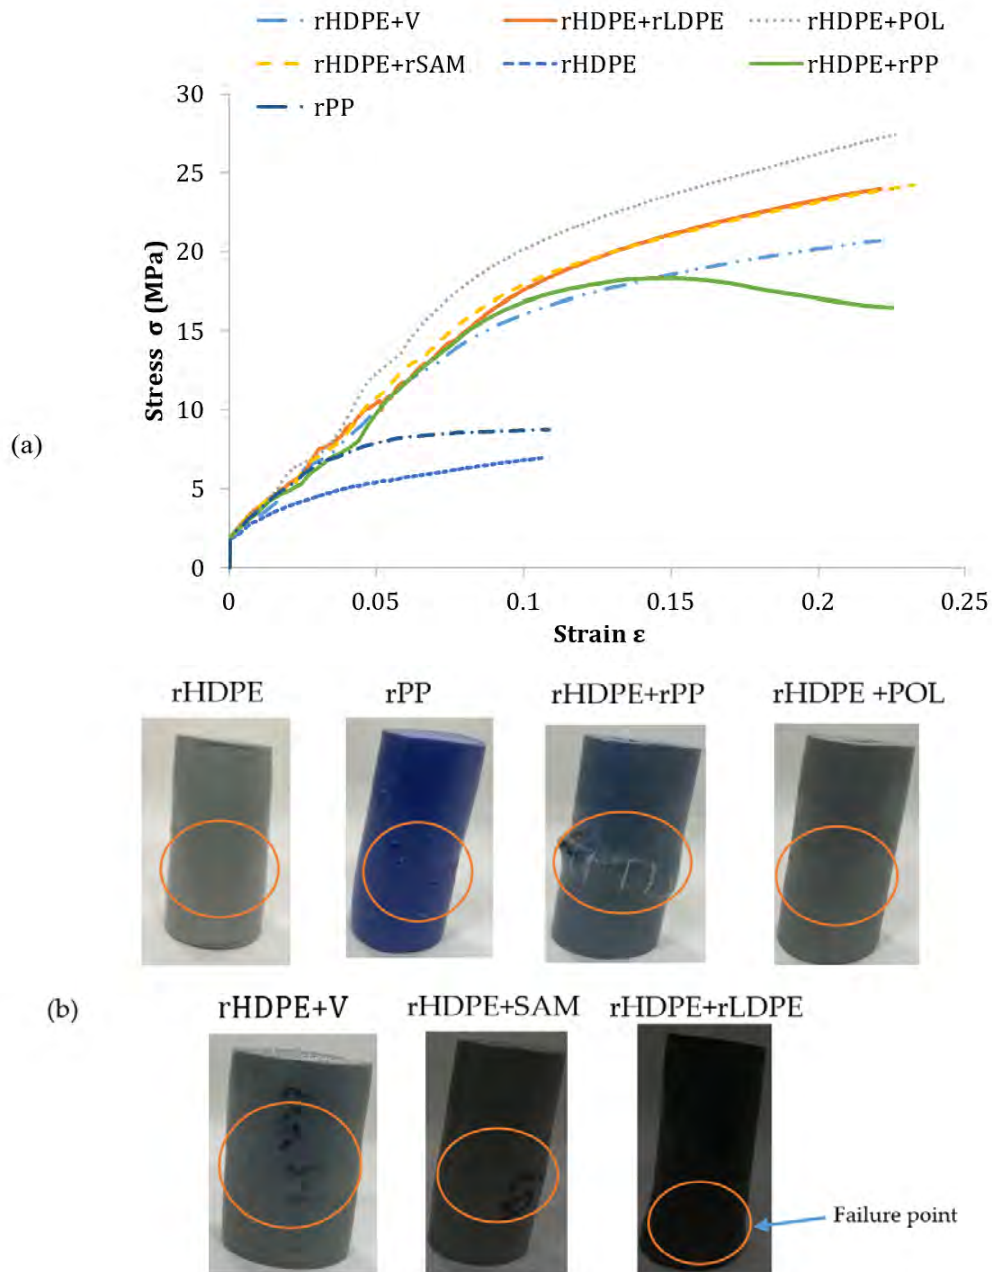 rHDPE+V rHDPE+rLDPE rHDPE+POL
rHDPE+rSAM rHDPE rHDPE+rPP
rPP
30
25
20
15
10
5
0
Stress σ (MPa)
0 0.05 0.1 0.15 0.2 0.25
Strain ε
(a)
rHDPE rPP rHDPE+rPP rHDPE +POL
(b)
rHDPE+V rHDPE+SAM rHDPE+rLDPE
Failure point